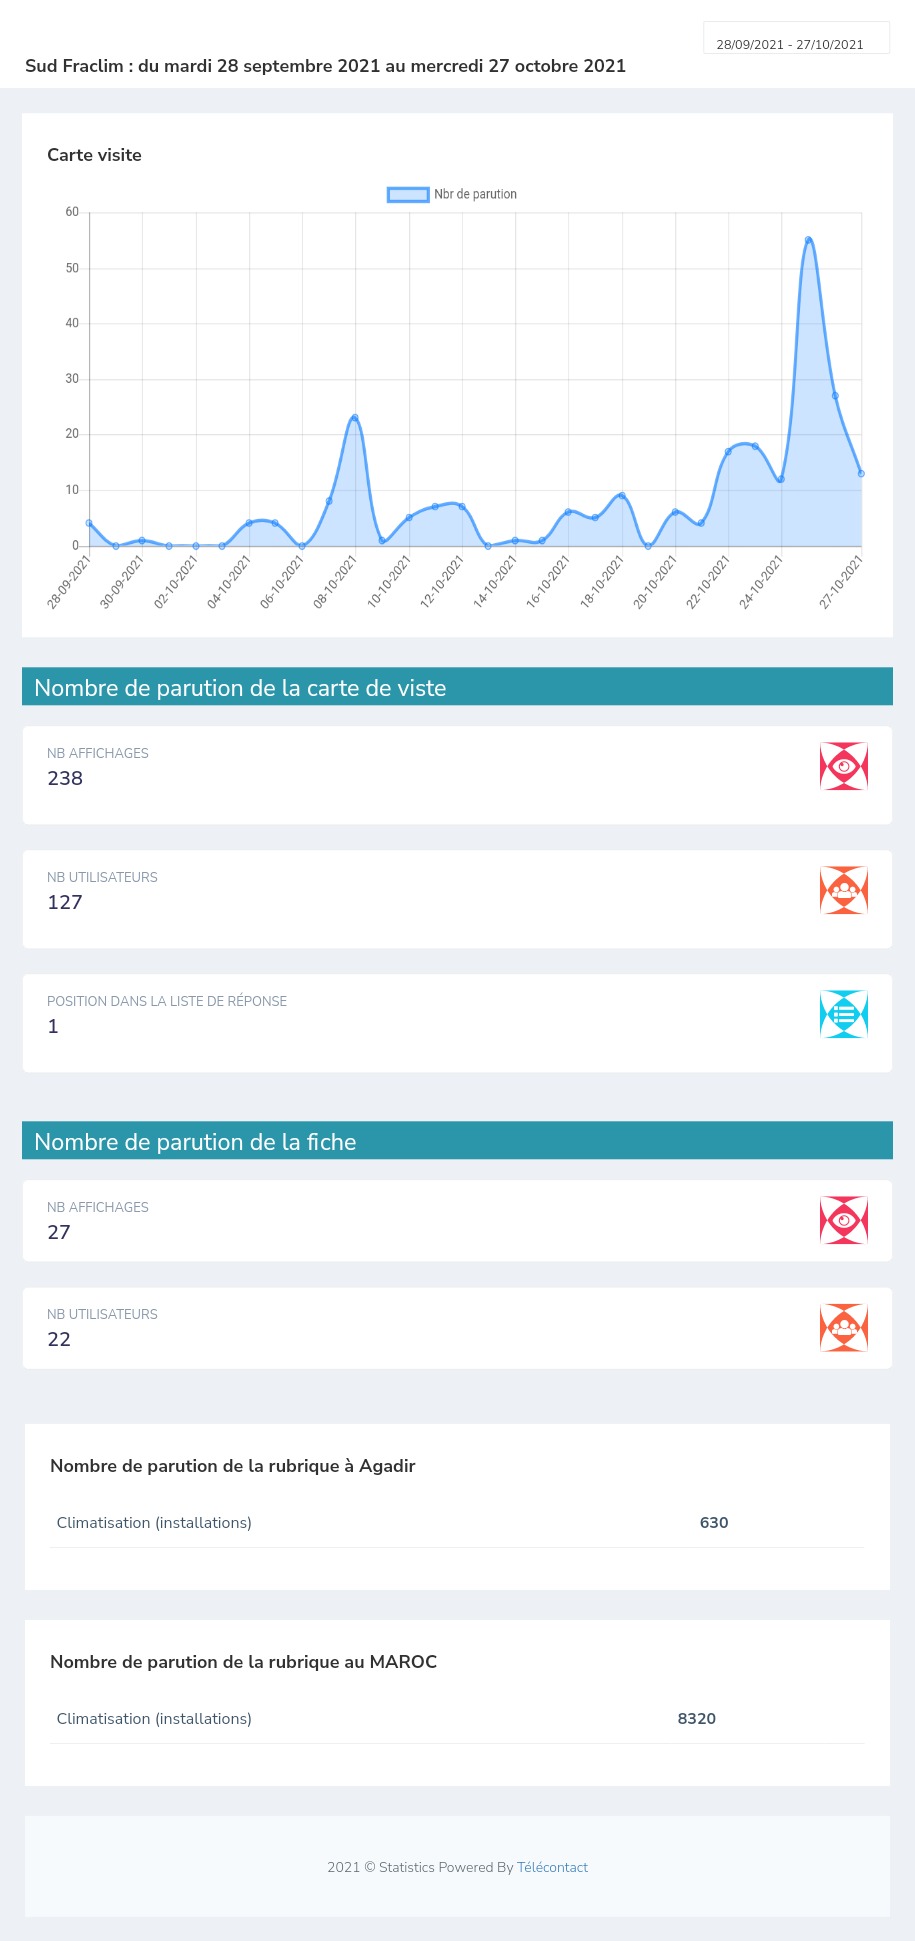 28/09/2021 - 27/10/2021
Sud Fraclim : du mardi 28 septembre 2021 au mercredi 27 octobre 2021
Carte visite
Nbr de parution
60
50
40
30
20
10
0
28-09-2021
30-09-2021
02-10-2021
04-10-2021
06-10-2021
08-10-2021
10-10-2021
12-10-2021
14-10-2021
16-10-2021
18-10-2021
20-10-2021
22-10-2021
24-10-2021
27-10-2021
Nombre de parution de la carte de viste
NB AFFICHAGES
238
NB UTILISATEURS
127
POSITION DANS LA LISTE DE RÉPONSE
1
Nombre de parution de la fiche
NB AFFICHAGES
27
NB UTILISATEURS
22
Nombre de parution de la rubrique à Agadir
Climatisation (installations) 630
Nombre de parution de la rubrique au MAROC
Climatisation (installations) 8320
2021 © Statistics Powered By Télécontact